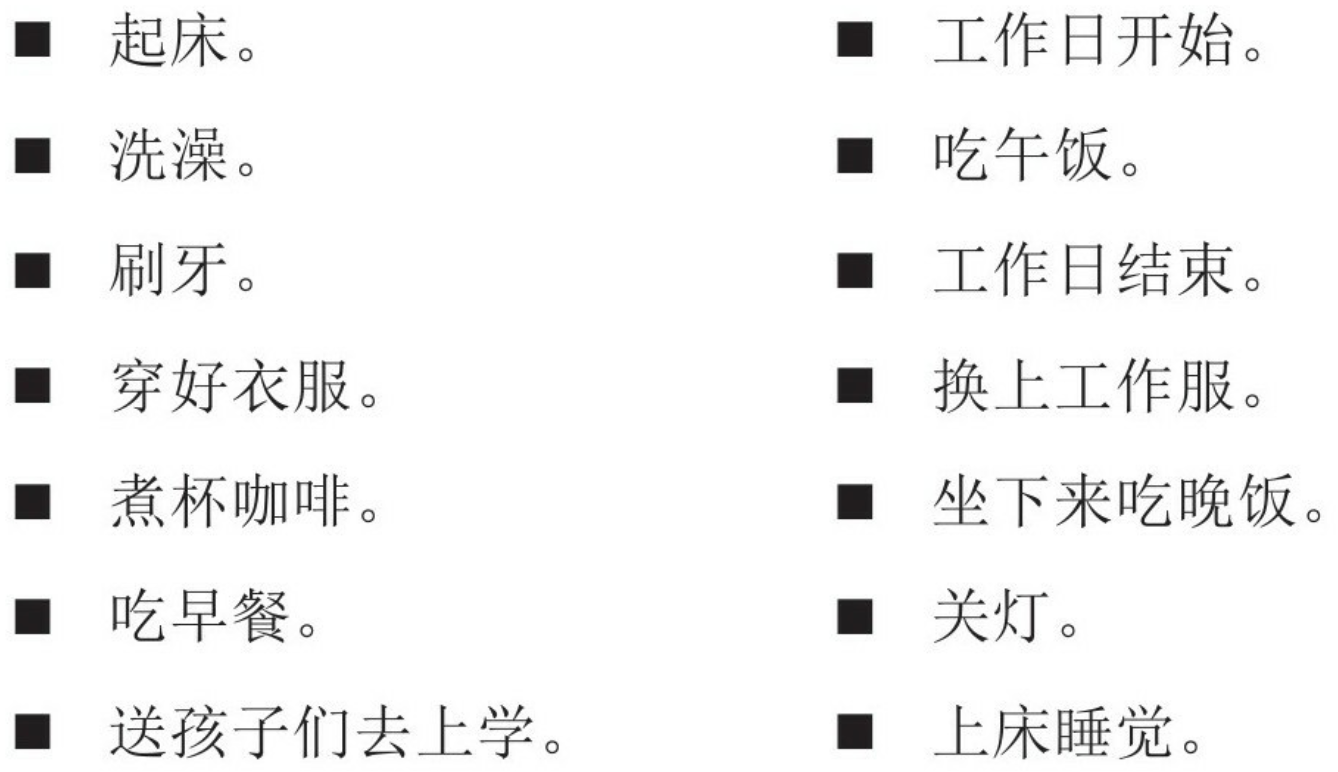 ■ 起床。
■ 洗澡。
■ 刷牙。
■ 穿好衣服。
■ 煮杯咖啡。
■ 吃早餐。
■ 送孩子们去上学。
■ 工作日开始。
■ 吃午饭。
■ 工作日结束。
■ 换上工作服。
■ 坐下来吃晚饭。
■ 关灯。
■ 上床睡觉。